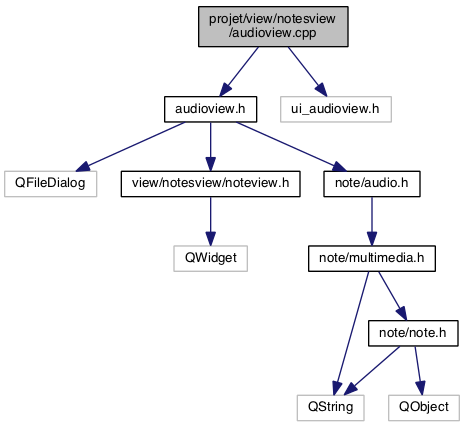 projet/view/notesview
/audioview.cpp
audioview.h
ui_audioview.h
QFileDialog
view/notesview/noteview.h
note/audio.h
QWidget
note/multimedia.h
note/note.h
QString
QObject